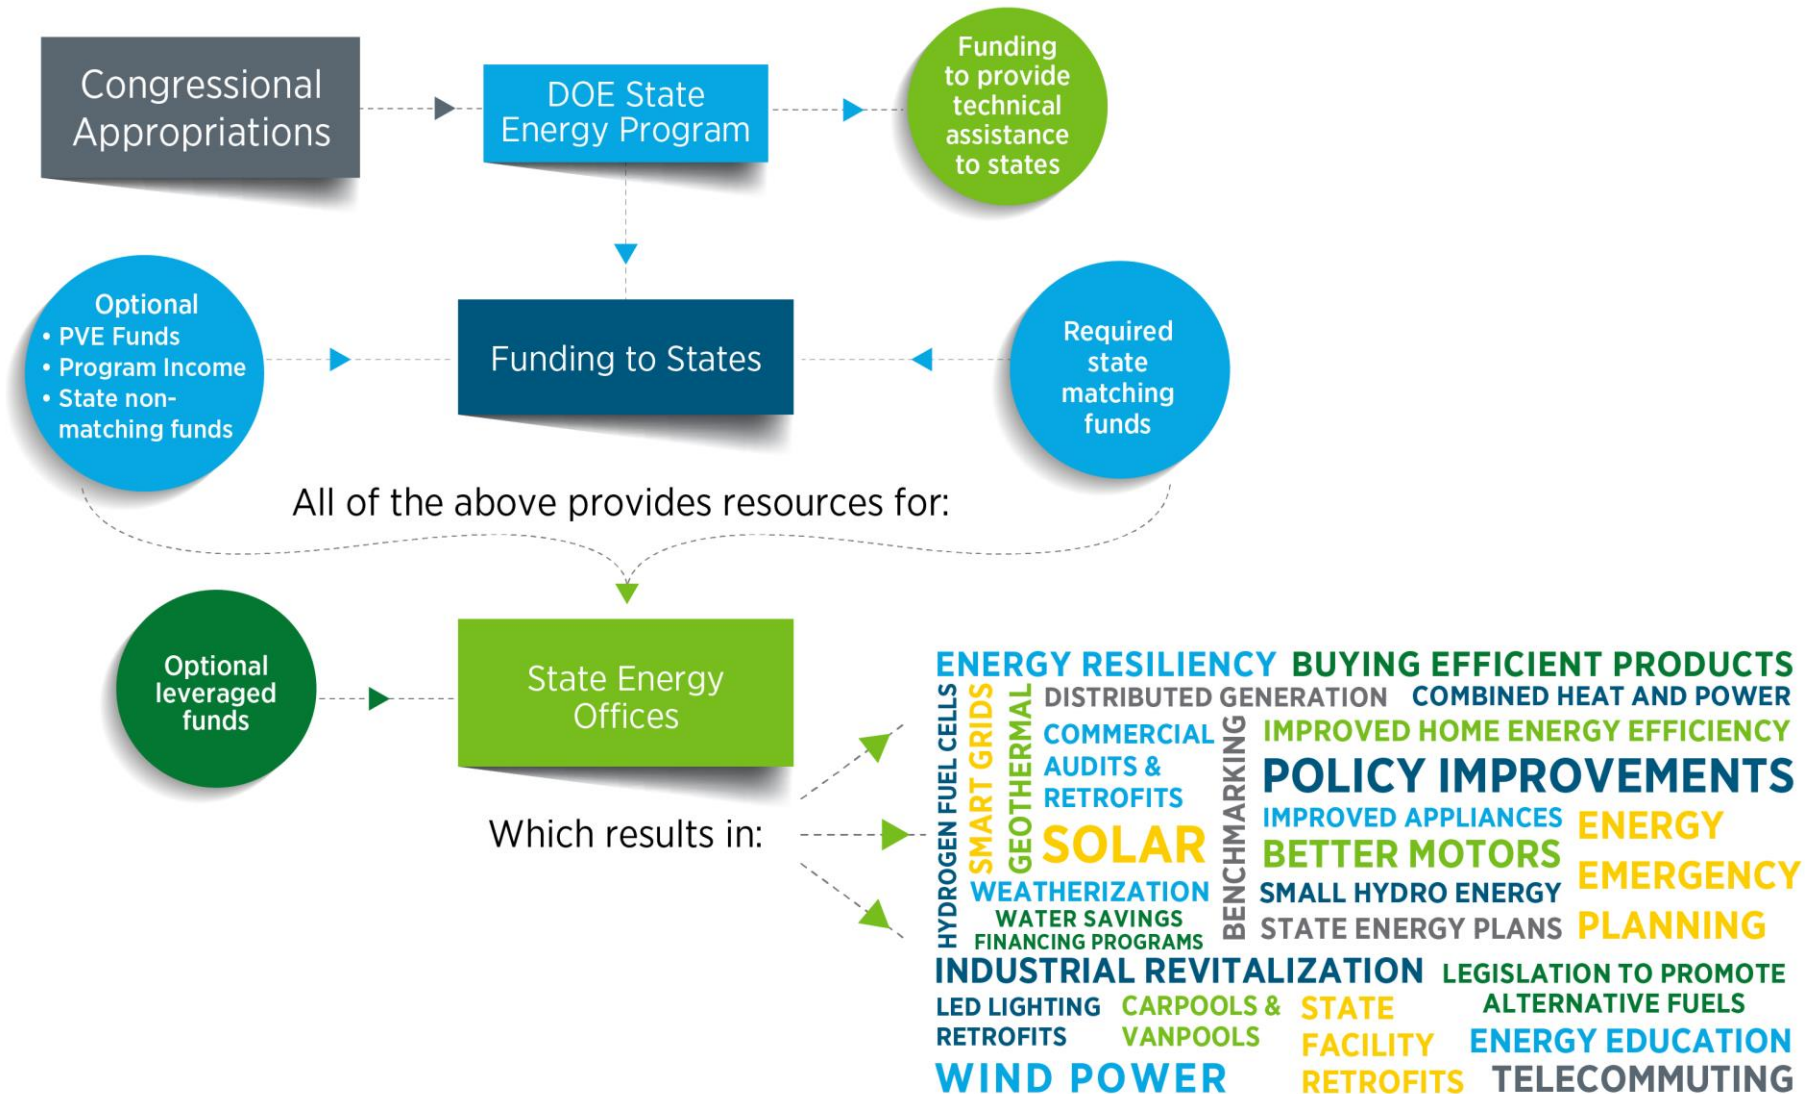 Congressional
Appropriations
DOE State
Energy Program
Funding
to provide
technical
assistance
to states
Optional
• PVE Funds
• Program Income
• State non-
matching funds
Funding to States
Required
state
matching
funds
All of the above provides resources for:
Optional
leveraged
funds
State Energy
Offices
Which results in:
ENERGY RESILIENCY
BUYING EFFICIENT PRODUCTS
HYDROGEN FUEL CELLS
SMART GRIDS
GEOTHERMAL
DISTRIBUTED GENERATION
COMBINED HEAT AND POWER
COMMERCIAL
AUDITS &
RETROFITS
BENCHMARKING
IMPROVED HOME ENERGY EFFICIENCY
POLICY IMPROVEMENTS
SOLAR
IMPROVED APPLIANCES
BETTER MOTORS
ENERGY
EMERGENCY
PLANNING
WEATHERIZATION
SMALL HYDRO ENERGY
WATER SAVINGS
FINANCING PROGRAMS
STATE ENERGY PLANS
INDUSTRIAL REVITALIZATION
LEGISLATION TO PROMOTE
ALTERNATIVE FUELS
LED LIGHTING
RETROFITS
CARPOOLS &
VANPOOLS
STATE
FACILITY
RETROFITS
ENERGY EDUCATION
WIND POWER
TELECOMMUTING